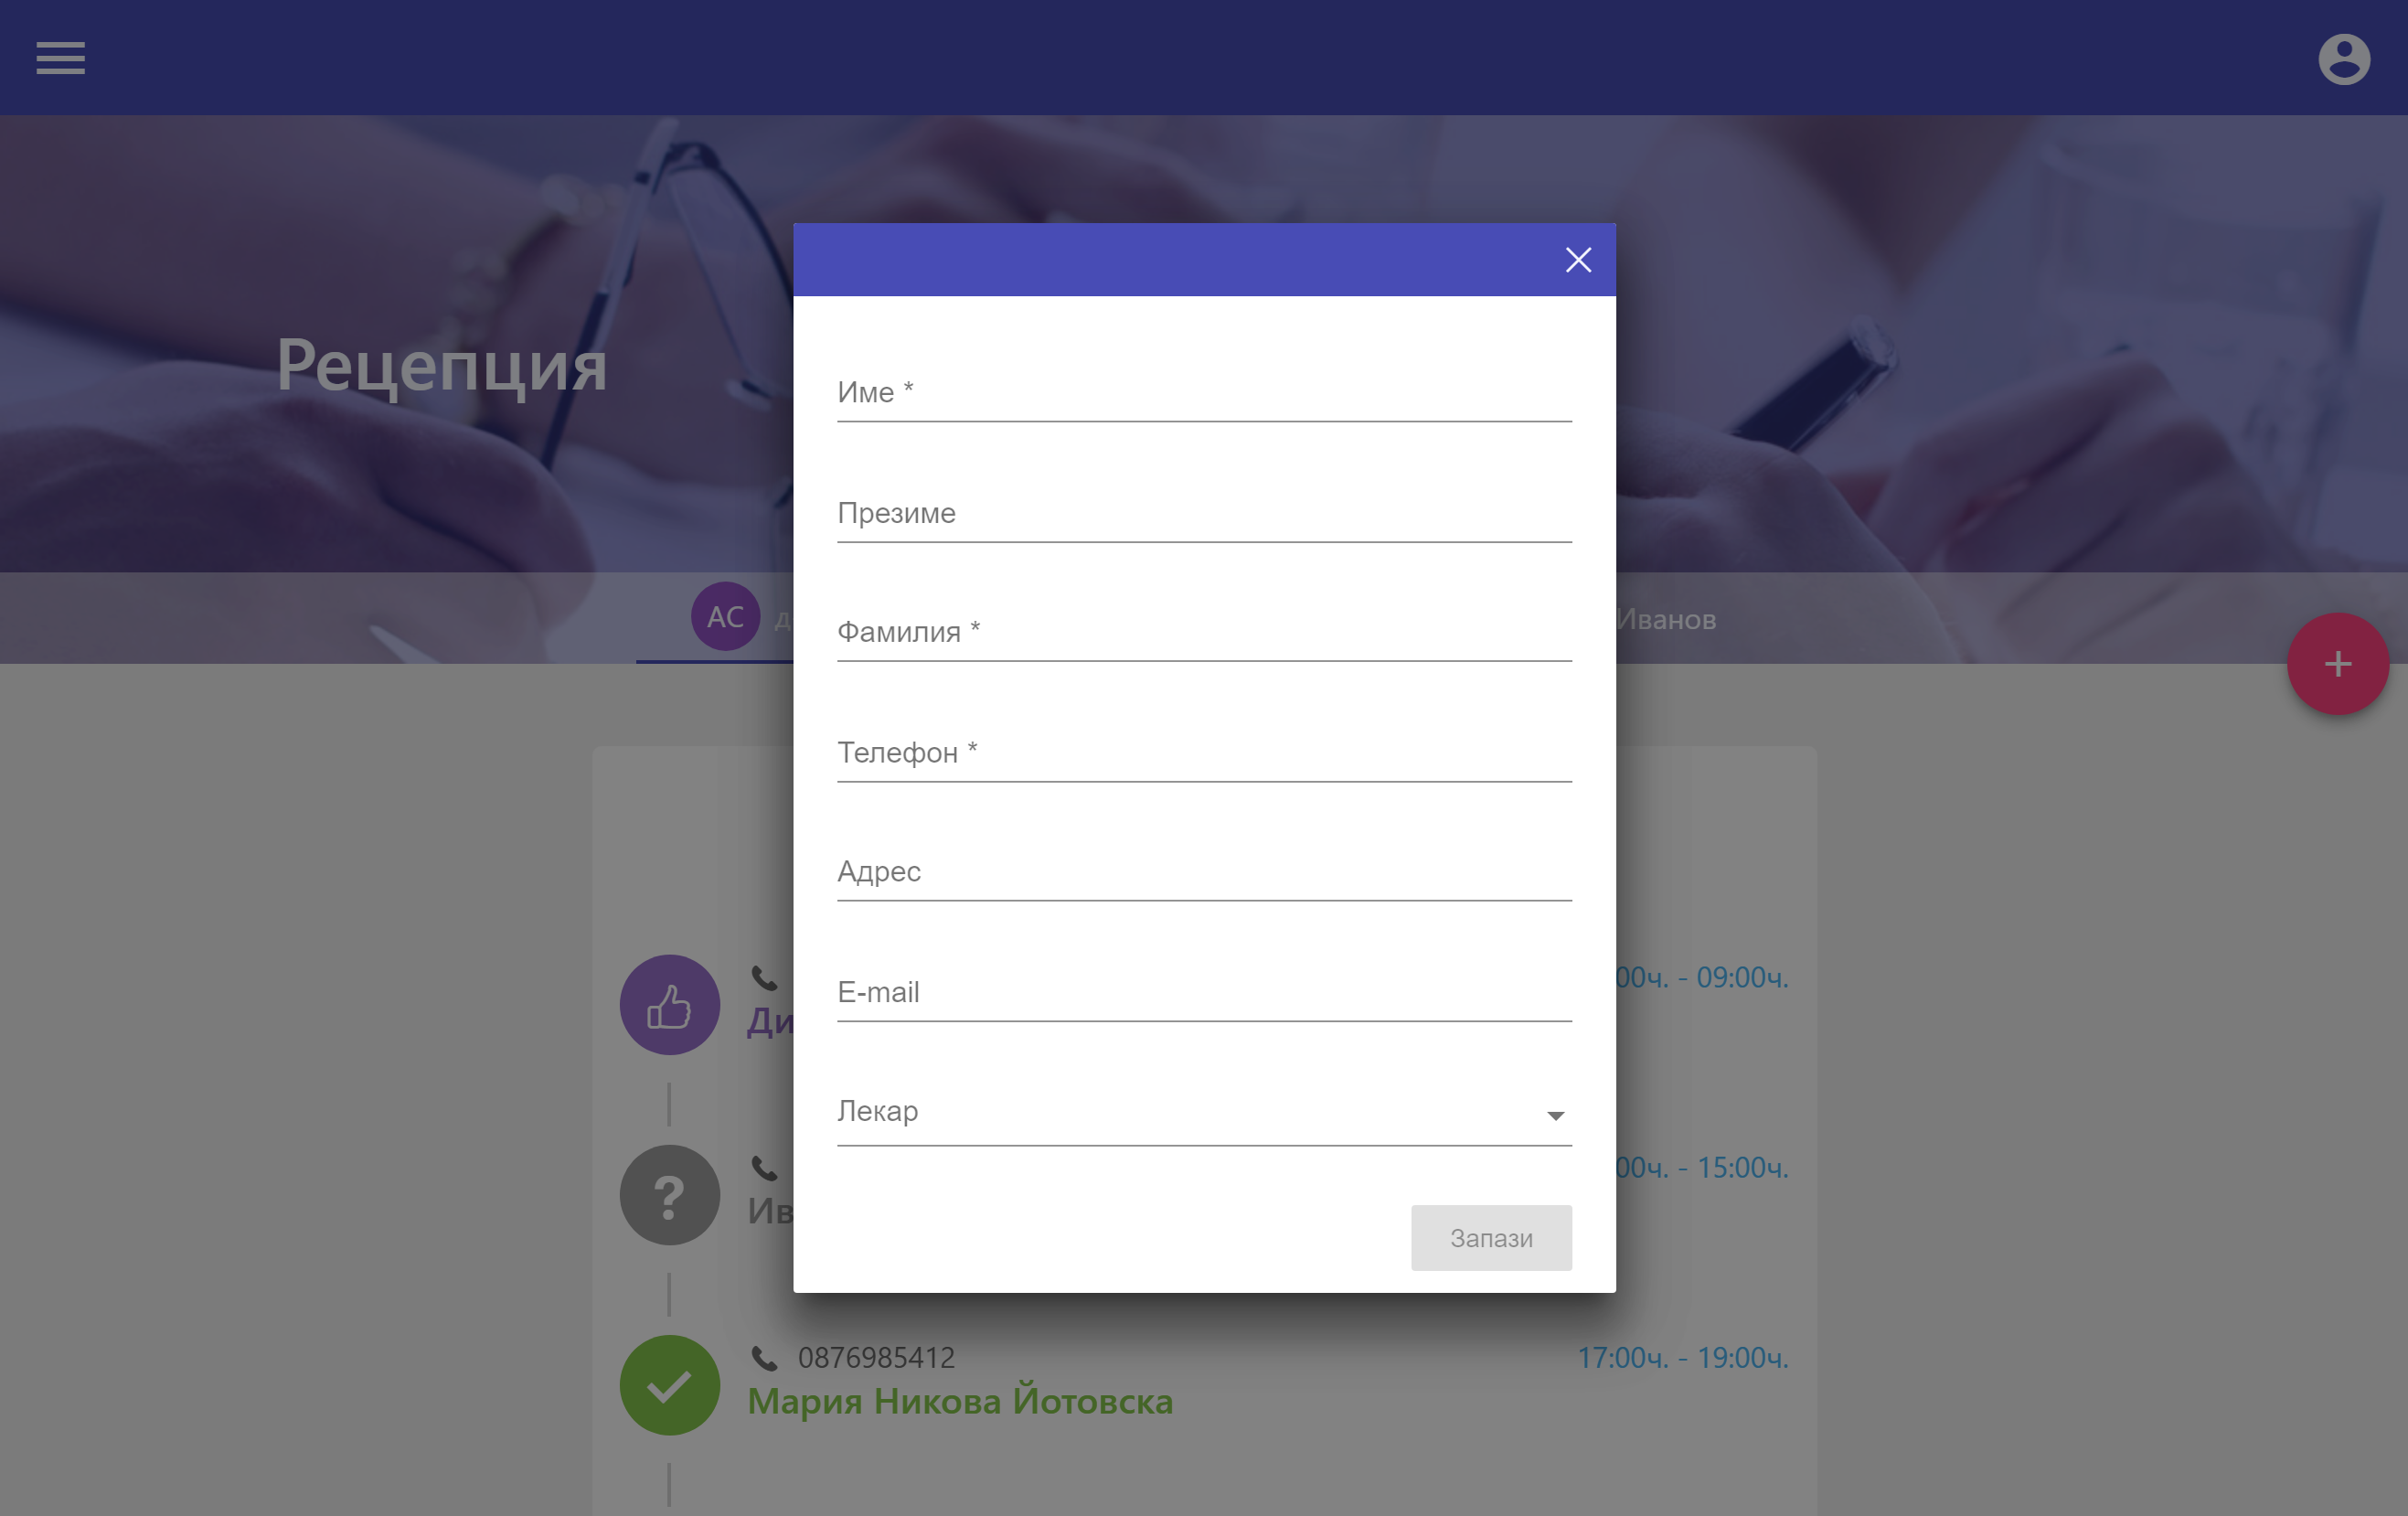 Рецепция
АС
Иванов
+
Име *
Презиме
Фамилия *
Телефон *
Адрес
E-mail
Лекар
Запази
00ч. - 09:00ч.
Ди
?
00ч. - 15:00ч.
Ив
0876985412
17:00ч. - 19:00ч.
Мария Никова Йотовска